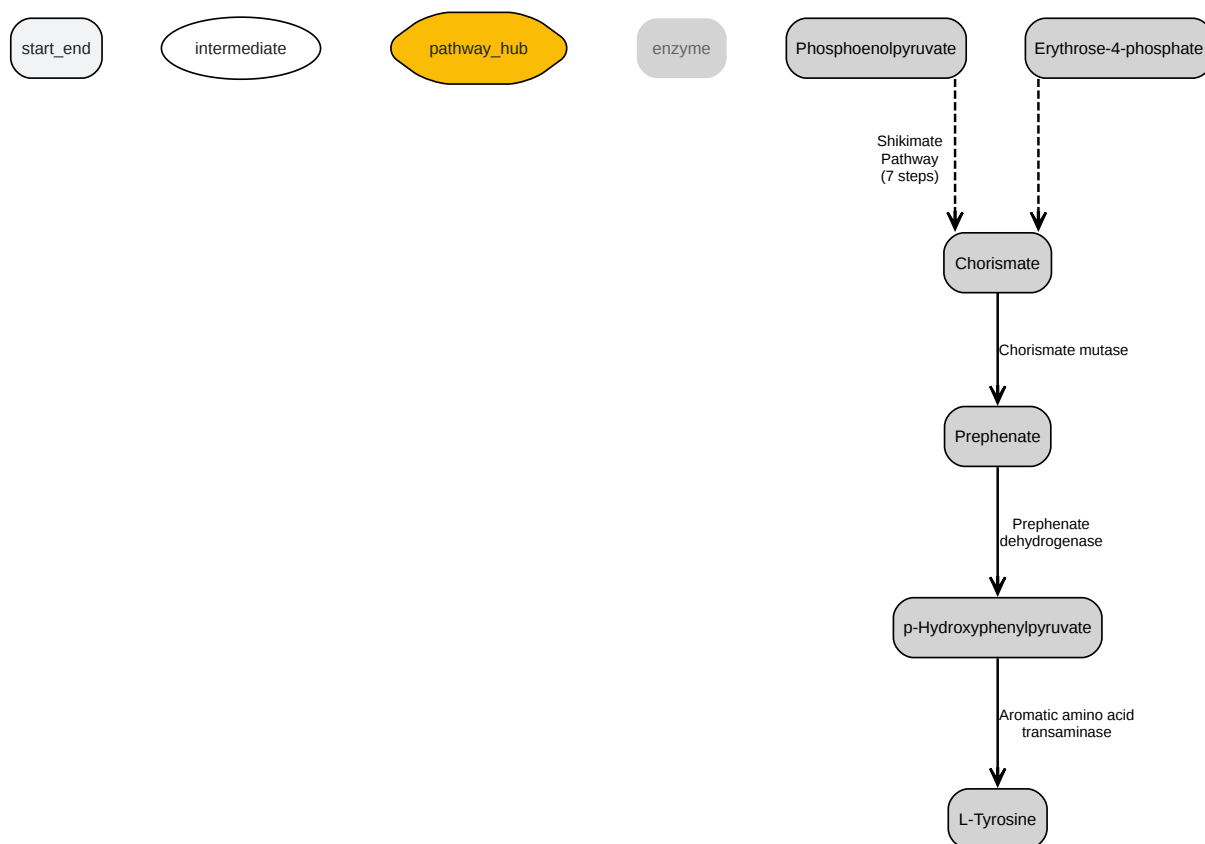 start_end
intermediate
pathway_hub
enzyme
Phosphoenolpyruvate
Erythrose-4-phosphate
Shikimate
Pathway
(7 steps)
Chorismate
Chorismate mutase
Prephenate
Prephenate
dehydrogenase
p-Hydroxyphenylpyruvate
Aromatic amino acid
transaminase
L-Tyrosine